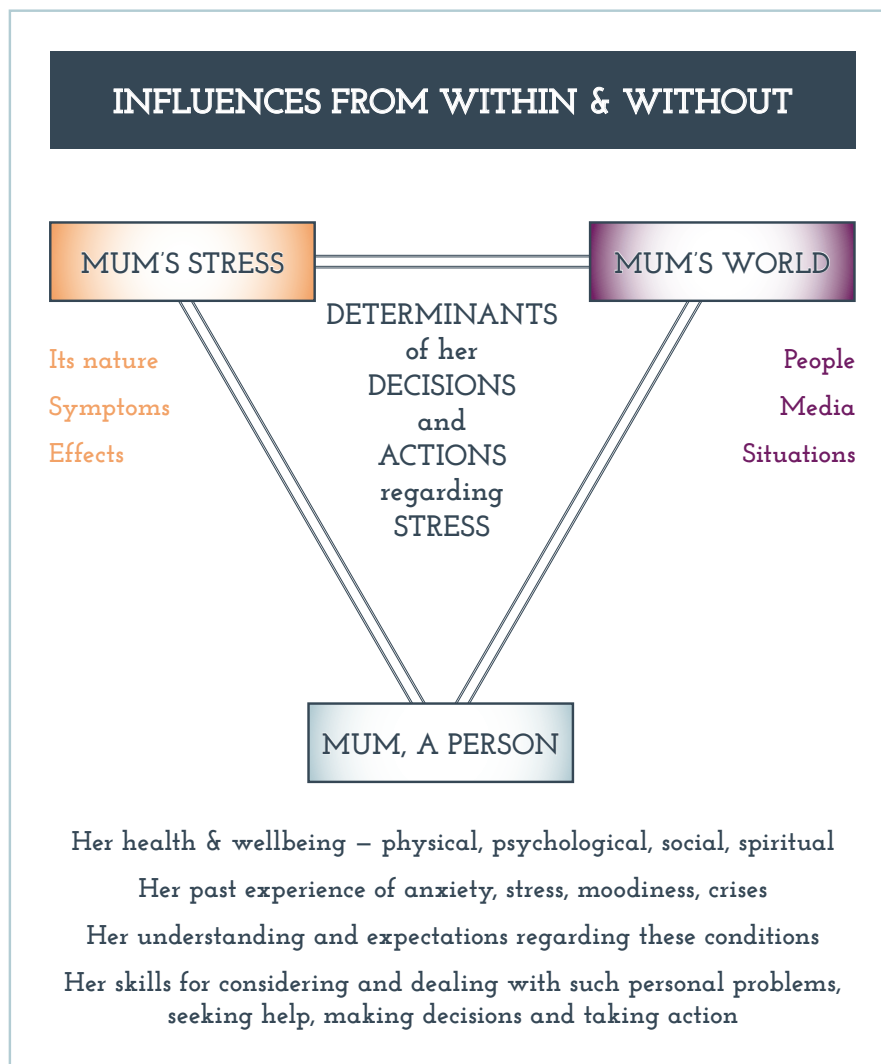 INFLUENCES FROM WITHIN & WITHOUT
MUM'S STRESS
MUM'S WORLD
DETERMINANTS
of her
DECISIONS
and
ACTIONS
regarding
STRESS
Its nature
Symptoms
Effects
People
Media
Situations
MUM, A PERSON
Her health & wellbeing – physical, psychological, social, spiritual
Her past experience of anxiety, stress, moodiness, crises
Her understanding and expectations regarding these conditions
Her skills for considering and dealing with such personal problems,
seeking help, making decisions and taking action